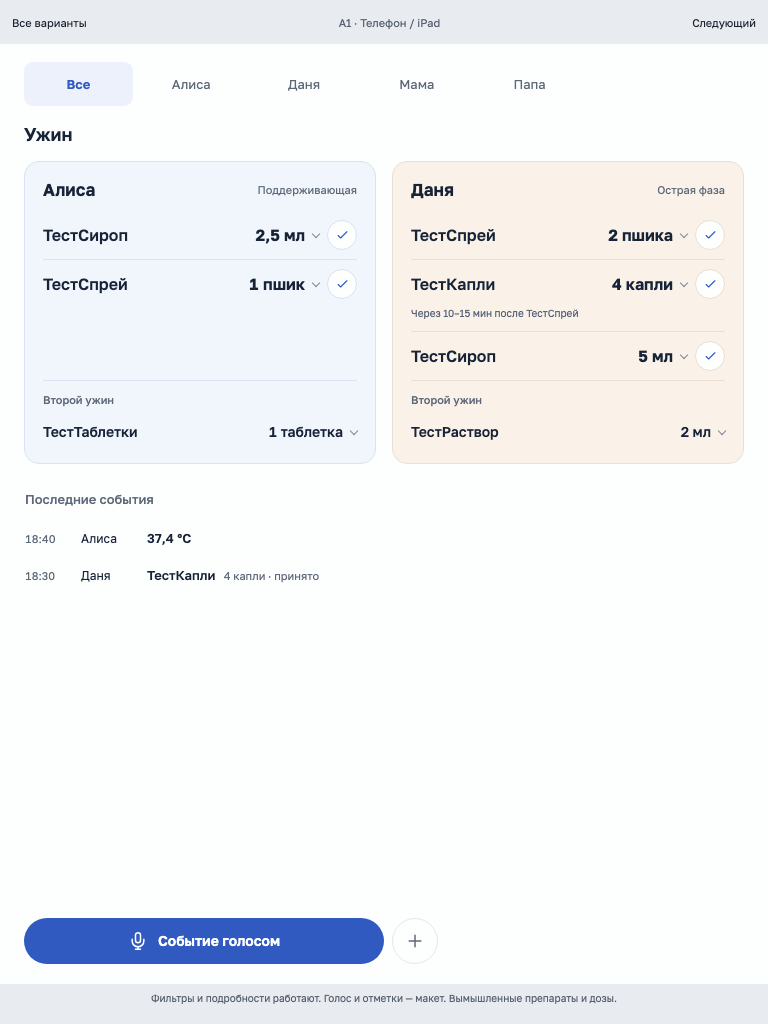 Все варианты
A1 · Телефон / iPad
Следующий
Все
Алиса
Даня
Мама
Папа
Ужин
Алиса
Поддерживающая
ТестСироп
2,5 мл
ТестСпрей
1 пшик
Второй ужин
ТестТаблетки
1 таблетка
Даня
Острая фаза
ТестСпрей
2 пшика
ТестКапли
4 капли
Через 10–15 мин после ТестСпрей
ТестСироп
5 мл
Второй ужин
ТестРаствор
2 мл
Последние события
18:40 Алиса 37,4 °C
18:30 Даня ТестКапли 4 капли · принято
Событие голосом
Фильтры и подробности работают. Голос и отметки — макет. Вымышленные препараты и дозы.